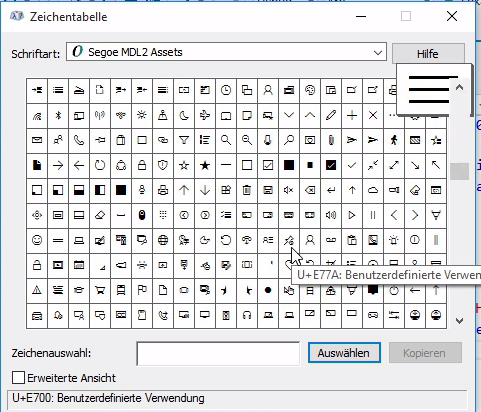 Zeichentabelle
Schriftart: Segoe MDL2 Assets Hilfe
U+E77A: Benutzerdefinierte Verwen
Zeichenauswahl: Auswählen Kopieren
Erweiterte Ansicht
U+E700: Benutzerdefinierte Verwendung